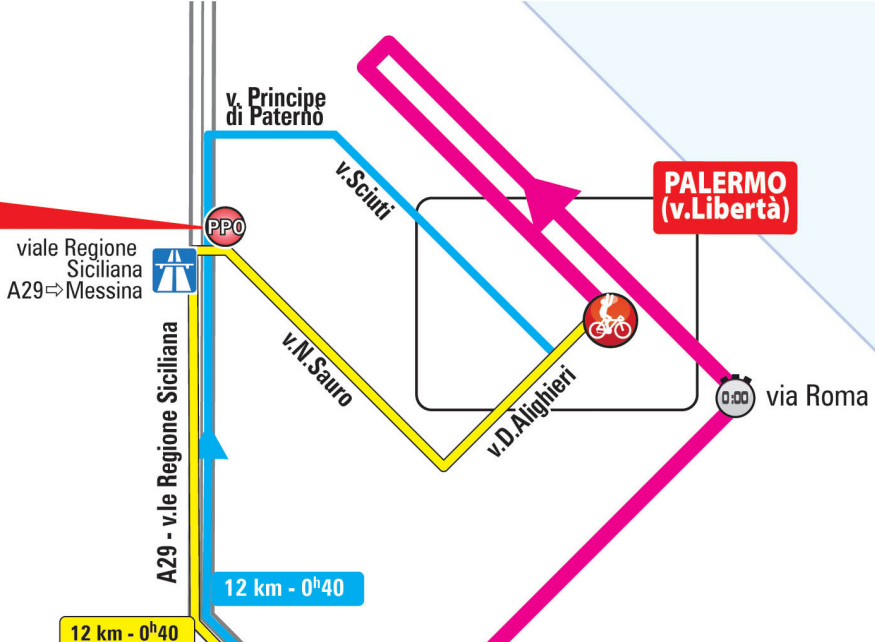 v. Principe
di Paterno
v.Sciuti
PALERMO
(v.Libertà)
PPO
viale Regione
Siciliana
A29⇨Messina
v.N.Sauro
v.D.Alighieri
0:00
via Roma
A29 - v.le Regione Siciliana
12 km - 0ʰ40
12 km - 0ʰ40